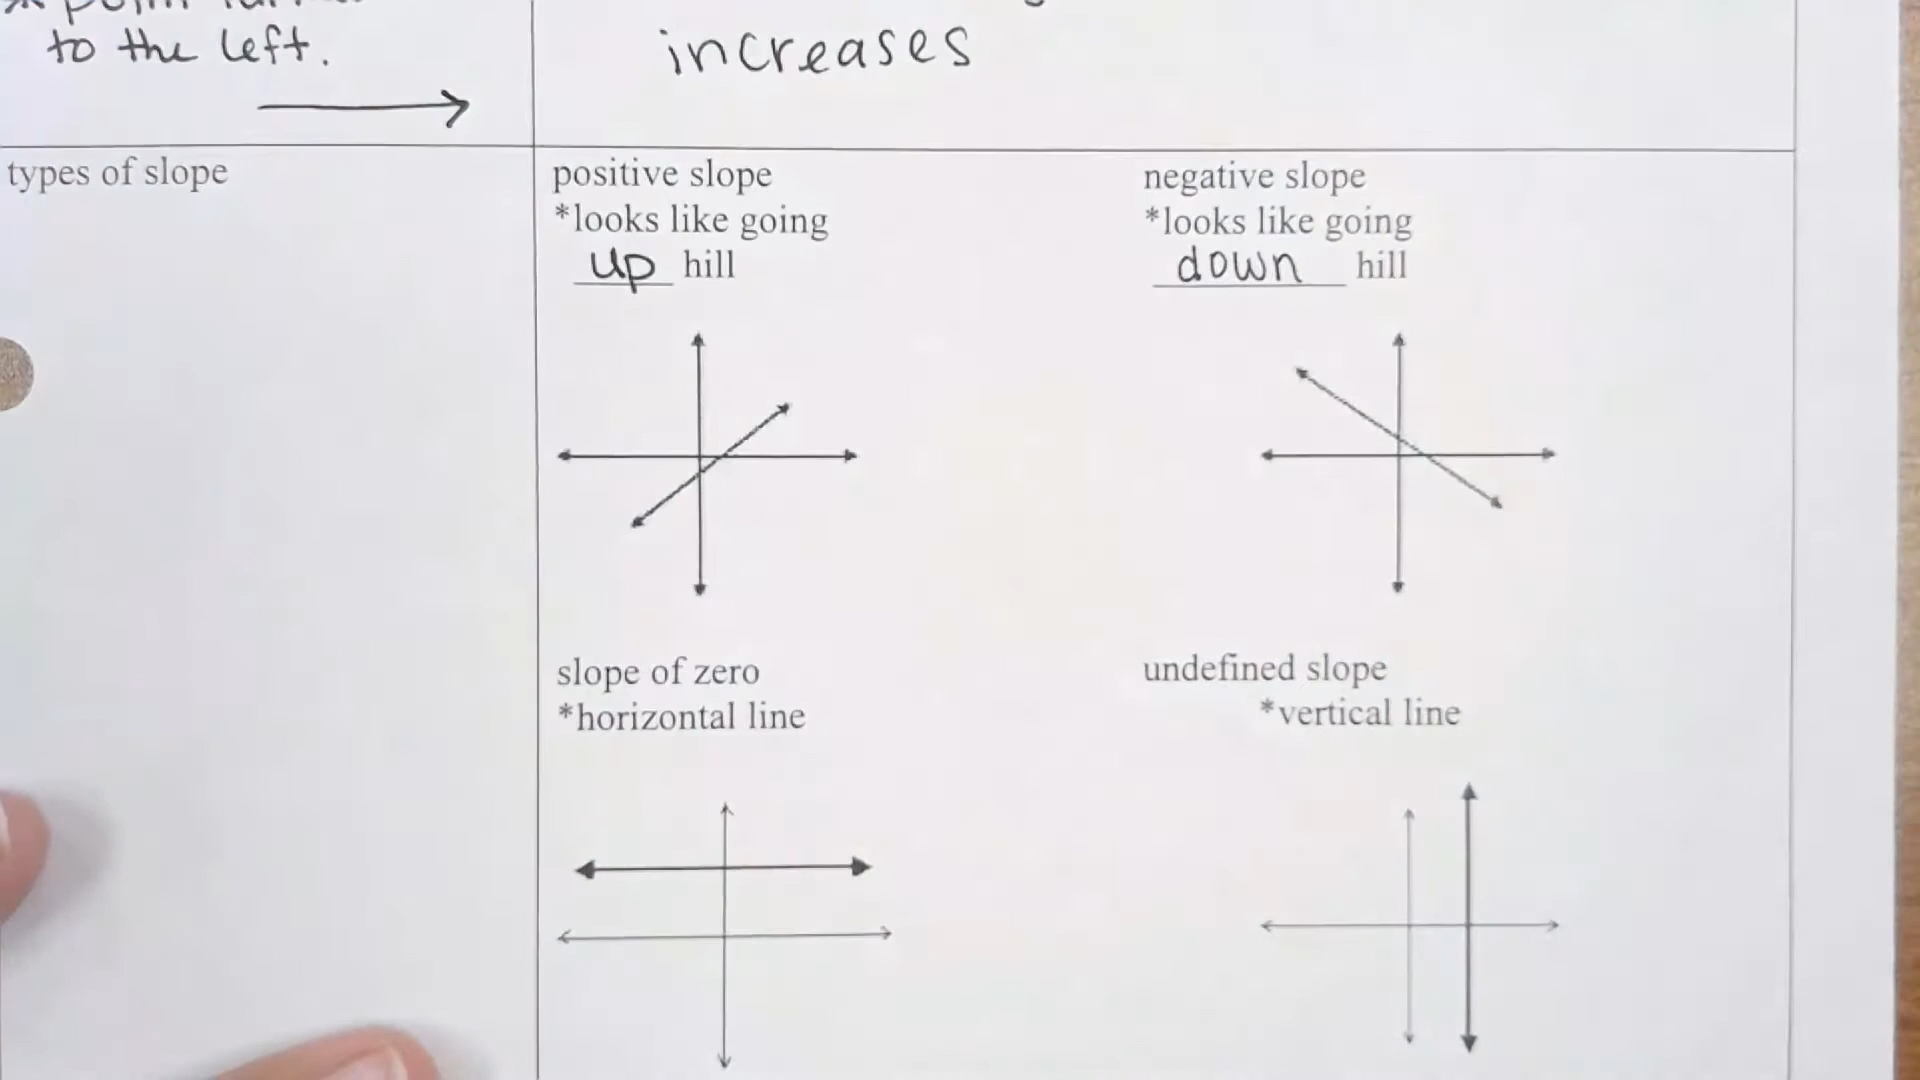 to the left.
increases
types of slope
positive slope
*looks like going
up hill
negative slope
*looks like going
down hill
slope of zero
*horizontal line
undefined slope
*vertical line